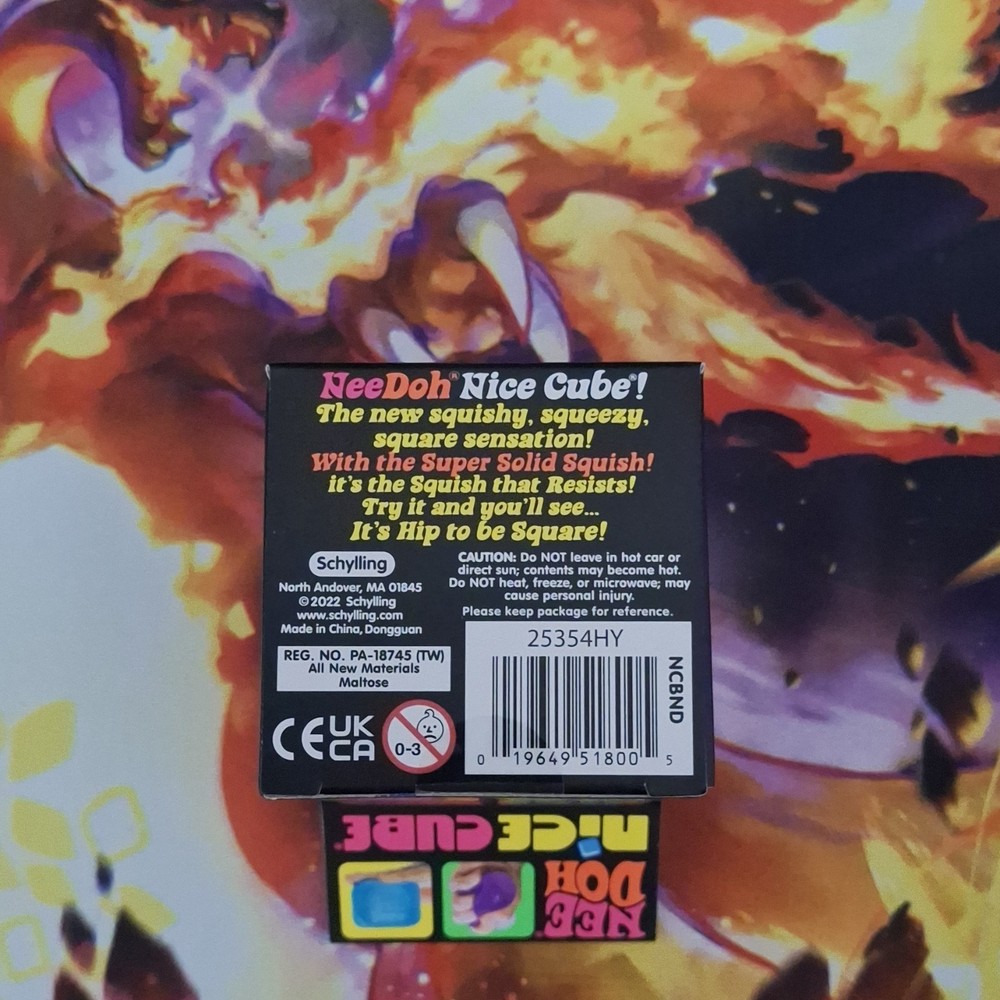 NeeDoh® Nice Cube®!
The new squishy, squeezy,
square sensation!
With the Super Solid Squish!
it's the Squish that Resists!
Try it and you'll see...
It's Hip to be Square!
Schylling
North Andover, MA 01845
©2022 Schylling
www.schylling.com
Made in China, Dongguan
REG. NO. PA-18745 (TW)
All New Materials
Maltose
CE UK
CA
0-3
CAUTION: Do NOT leave in hot car or
direct sun; contents may become hot.
Do NOT heat, freeze, or microwave; may
cause personal injury.
Please keep package for reference.
25354HY
0 19649 51800 5
NCBND
NEE
DOH
NICE CUBE